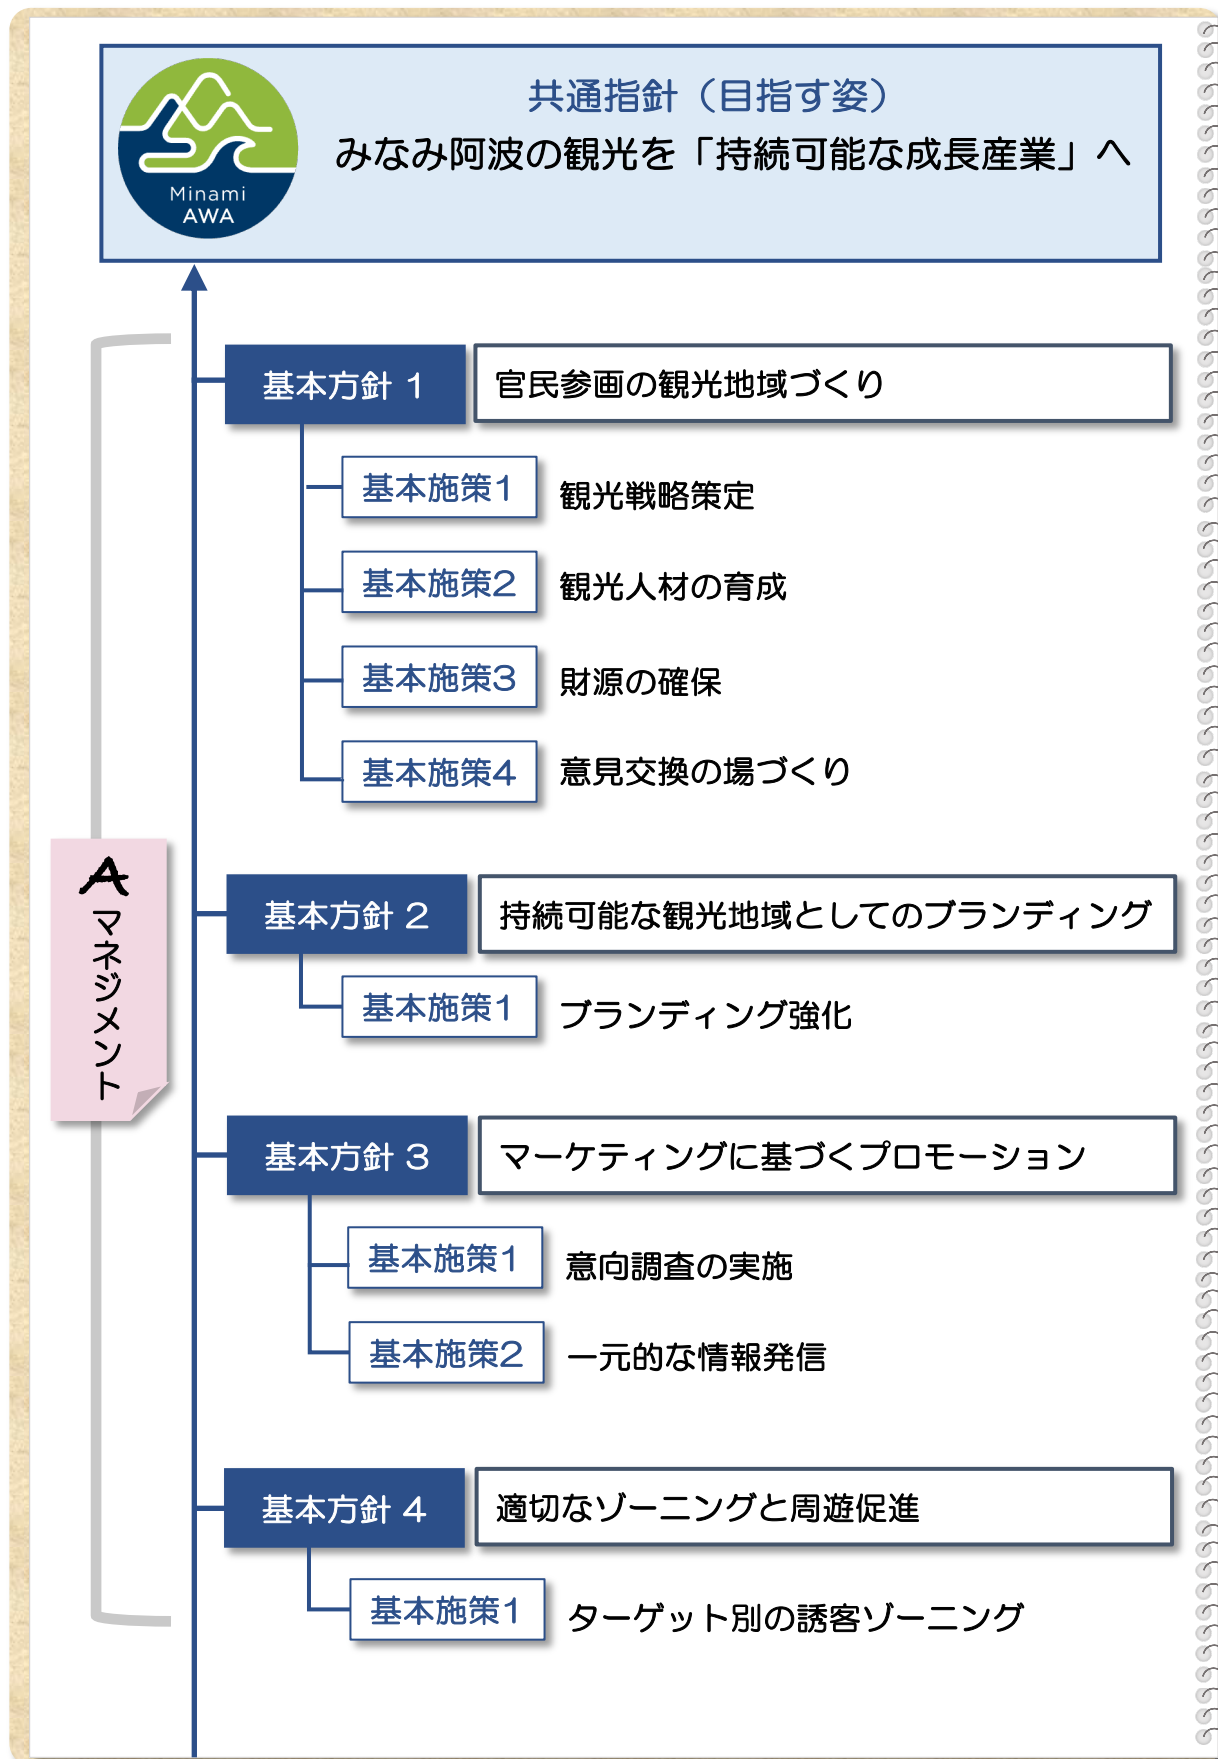 共通指針（目指す姿）
みなみ阿波の観光を「持続可能な成長産業」へ
Minami
AWA
基本方針 1
官民参画の観光地域づくり
基本施策1
観光戦略策定
基本施策2
観光人材の育成
基本施策3
財源の確保
基本施策4
意見交換の場づくり
A
マネジメント
基本方針 2
持続可能な観光地域としてのブランディング
基本施策1
ブランディング強化
基本方針 3
マーケティングに基づくプロモーション
基本施策1
意向調査の実施
基本施策2
一元的な情報発信
基本方針 4
適切なゾーニングと周遊促進
基本施策1
ターゲット別の誘客ゾーニング